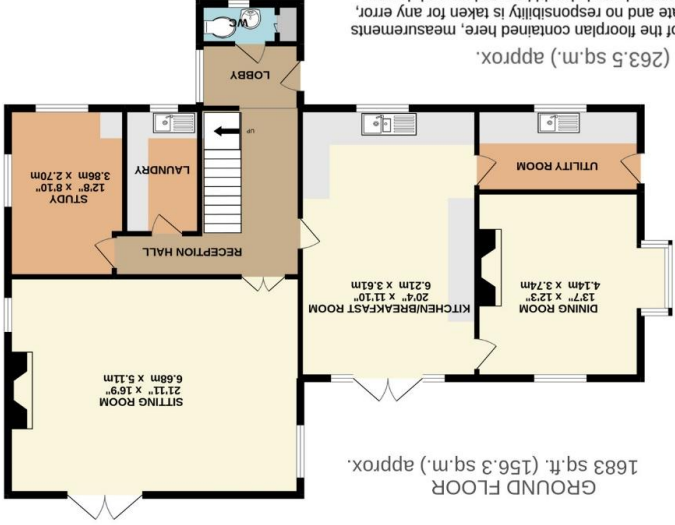 GROUND FLOOR
1683 sq.ft. (156.3 sq.m.) approx.
SITTING ROOM
21'11" x 16'9"
6.68m x 5.11m
DINING ROOM
13'7" x 12'3"
4.14m x 3.74m
KITCHEN/BREAKFAST ROOM
20'4" x 11'10"
6.21m x 3.61m
RECEPTION HALL
UTILITY ROOM
LAUNDRY
STUDY
12'8" x 8'10"
3.86m x 2.70m
UP
LOBBY
WC
(263.5 sq.m.) approx.
of the floorplan contained here, measurements
ate and no responsibility is taken for any error,